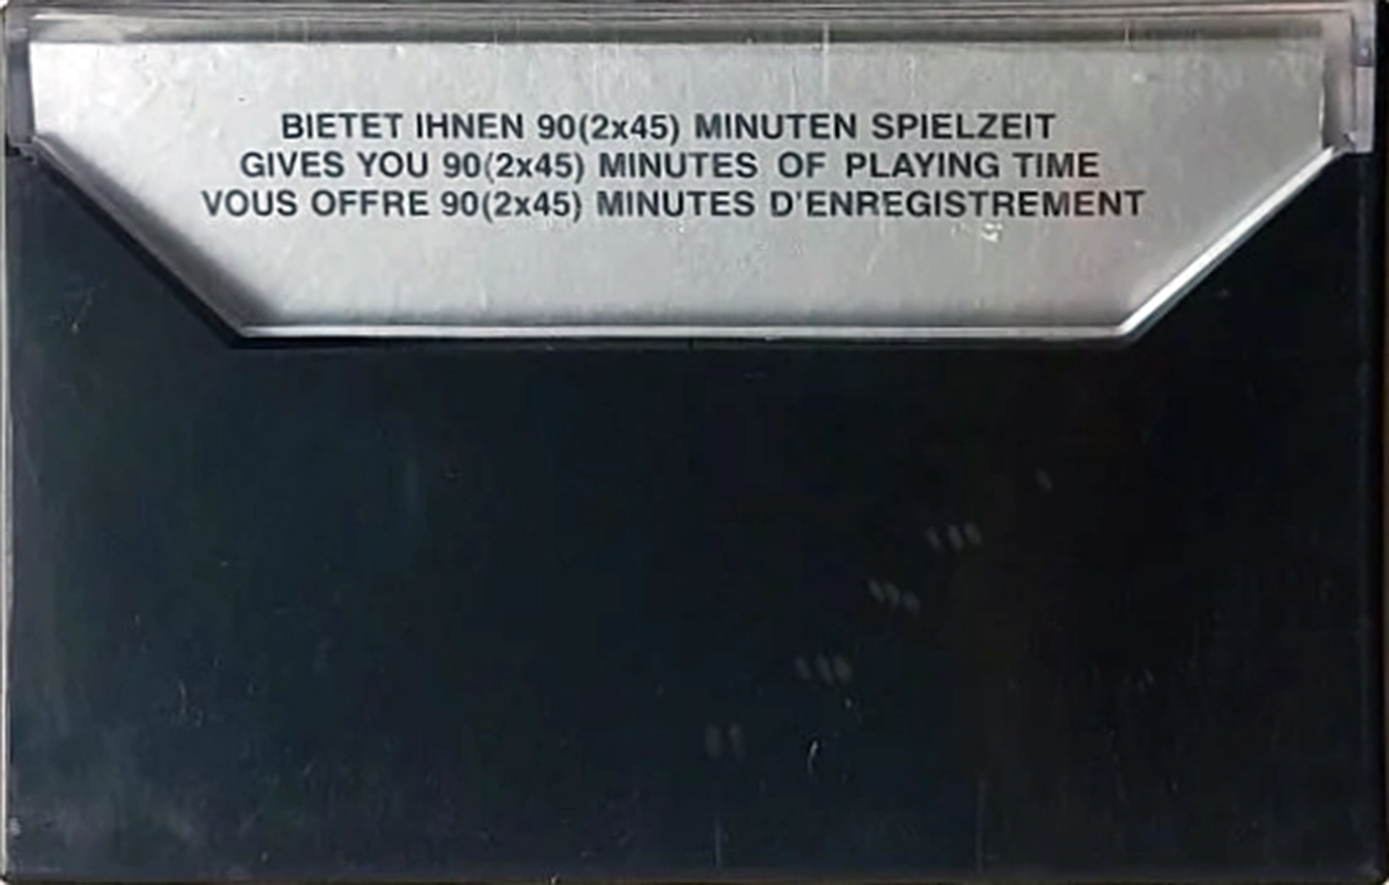 BIETET IHNEN 90(2x45) MINUTEN SPIELZEIT
GIVES YOU 90(2x45) MINUTES OF PLAYING TIME
VOUS OFFRE 90(2x45) MINUTES D'ENREGISTREMENT